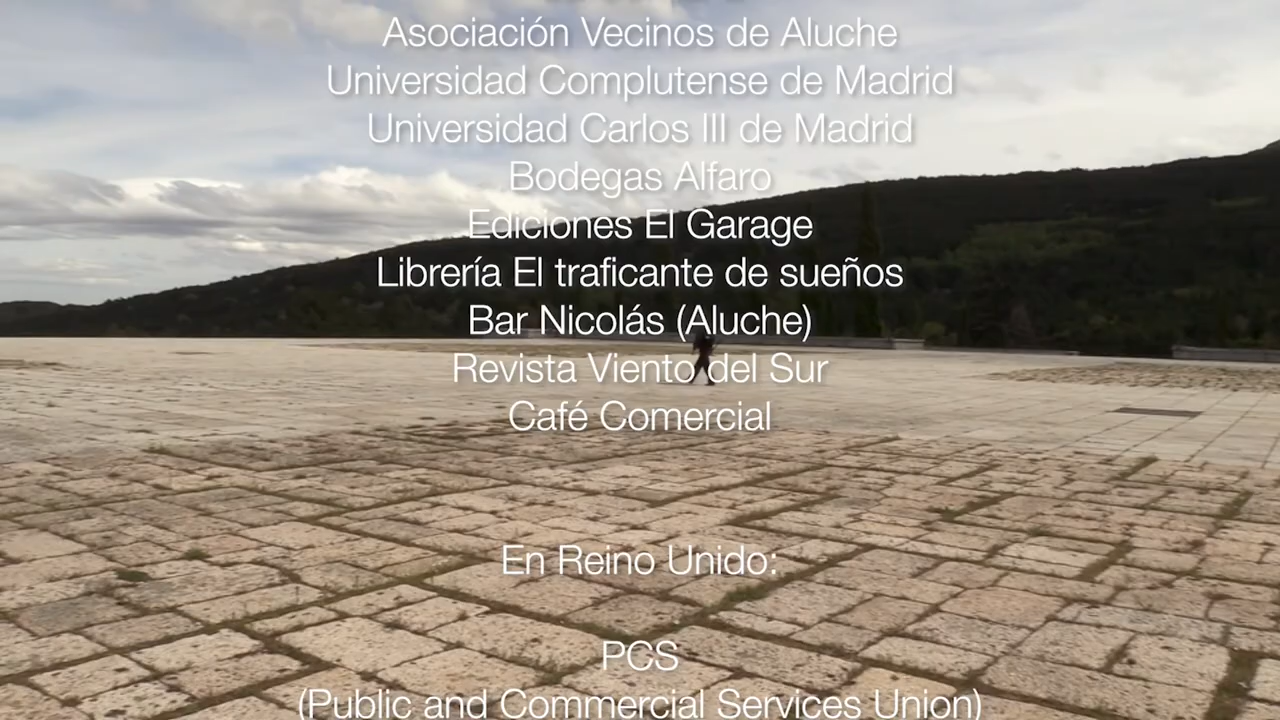 Asociación Vecinos de Aluche
Universidad Complutense de Madrid
Universidad Carlos III de Madrid
Bodegas Alfaro
Ediciones El Garage
Librería El traficante de sueños
Bar Nicolás (Aluche)
Revista Viento del Sur
Café Comercial
En Reino Unido:
PCS
(Public and Commercial Services Union)